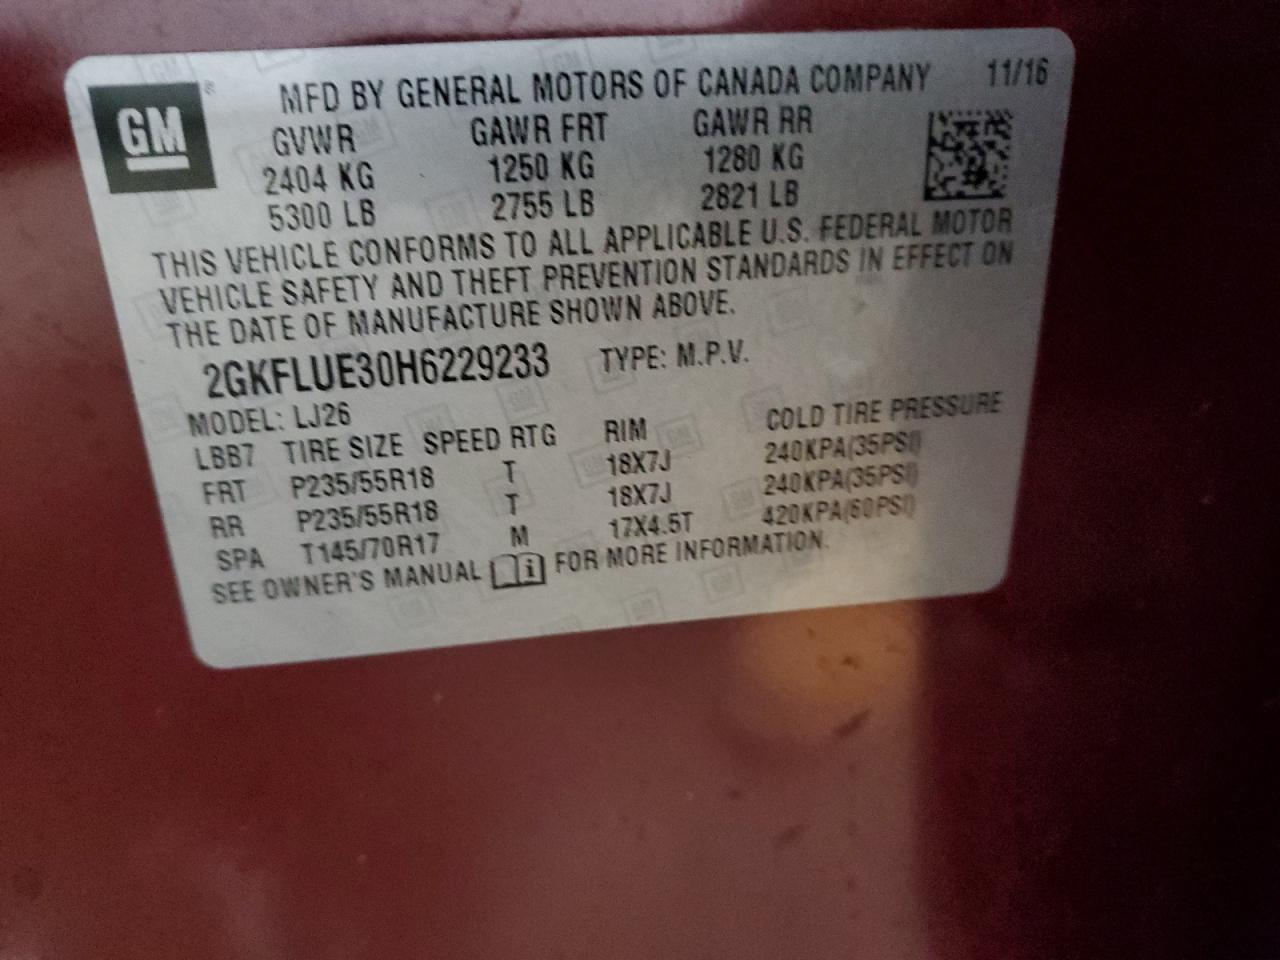 GM
MFD BY GENERAL MOTORS OF CANADA COMPANY 11/16
GVWR GAWR FRT GAWR RR
2404 KG 1250 KG 1280 KG
5300 LB 2755 LB 2821 LB
THIS VEHICLE CONFORMS TO ALL APPLICABLE U.S. FEDERAL MOTOR
VEHICLE SAFETY AND THEFT PREVENTION STANDARDS IN EFFECT ON
THE DATE OF MANUFACTURE SHOWN ABOVE.
2GKFLUE30H6229233 TYPE: M.P.V.
MODEL: LJ26
LBB7 TIRE SIZE SPEED RTG RIM COLD TIRE PRESSURE
FRT P235/55R18 T 18X7J 240KPA(35PSI)
RR P235/55R18 T 18X7J 240KPA(35PSI)
SPA T145/70R17 M 17X4.5T 420KPA(60PSI)
SEE OWNER'S MANUAL i FOR MORE INFORMATION.